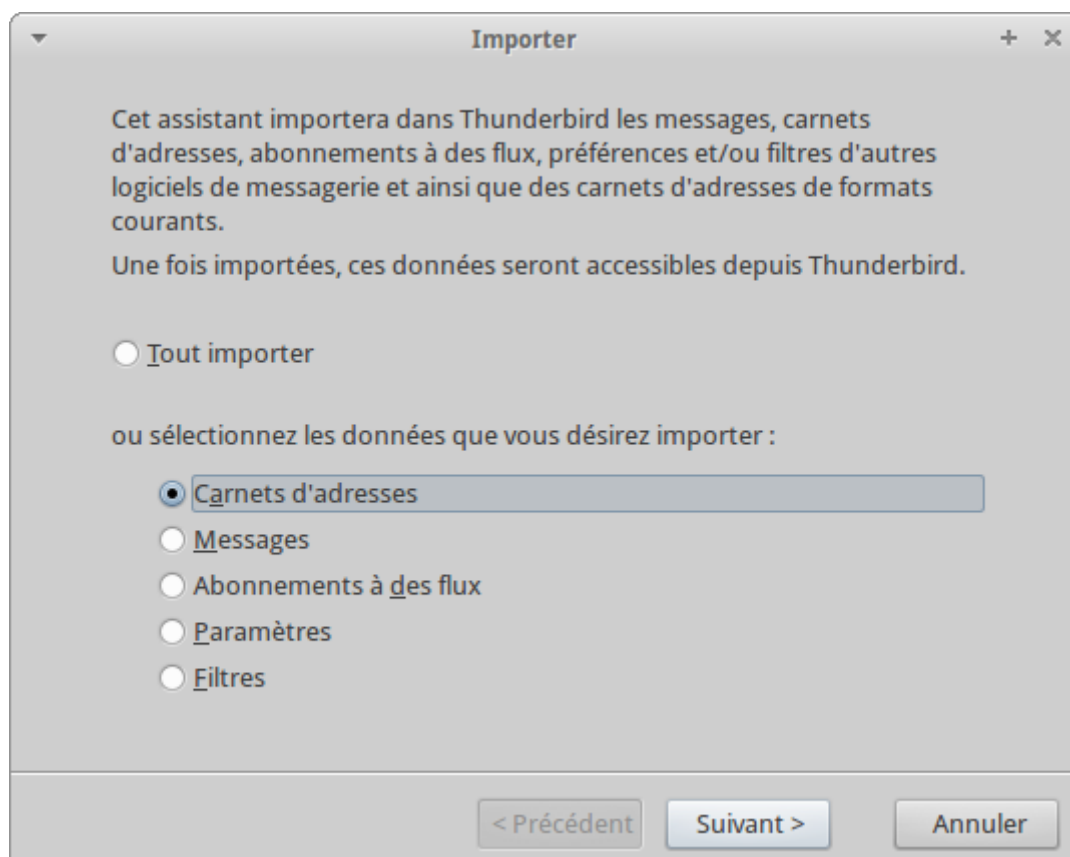 Importer
Cet assistant importera dans Thunderbird les messages, carnets
d'adresses, abonnements à des flux, préférences et/ou filtres d'autres
logiciels de messagerie et ainsi que des carnets d'adresses de formats
courants.
Une fois importées, ces données seront accessibles depuis Thunderbird.
Tout importer
ou sélectionnez les données que vous désirez importer :
Carnets d'adresses
Messages
Abonnements à des flux
Paramètres
Filtres
< Précédent Suivant > Annuler